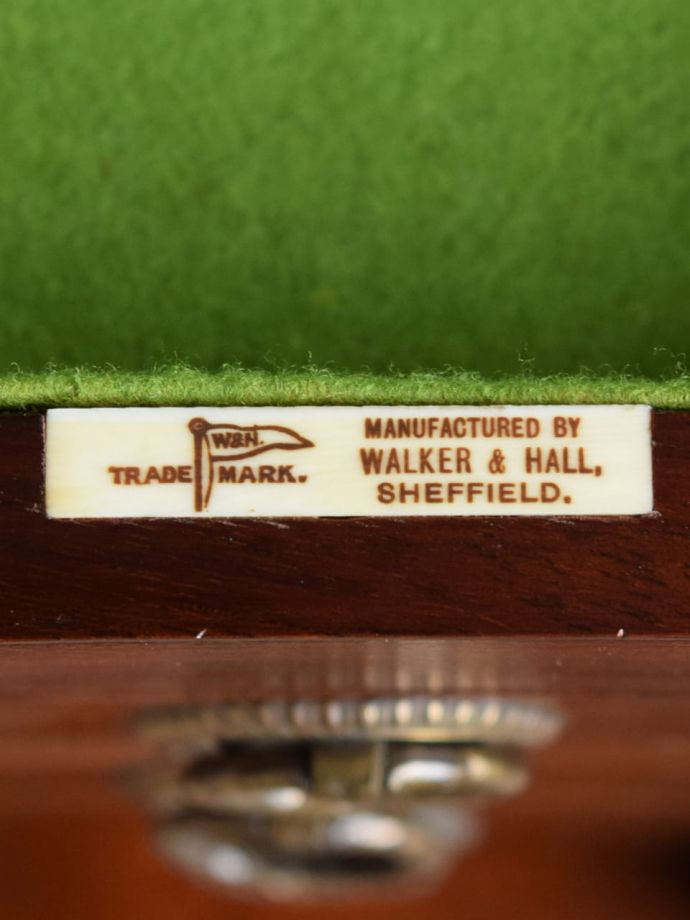 W&H.
TRADE MARK.
MANUFACTURED BY
WALKER & HALL,
SHEFFIELD.